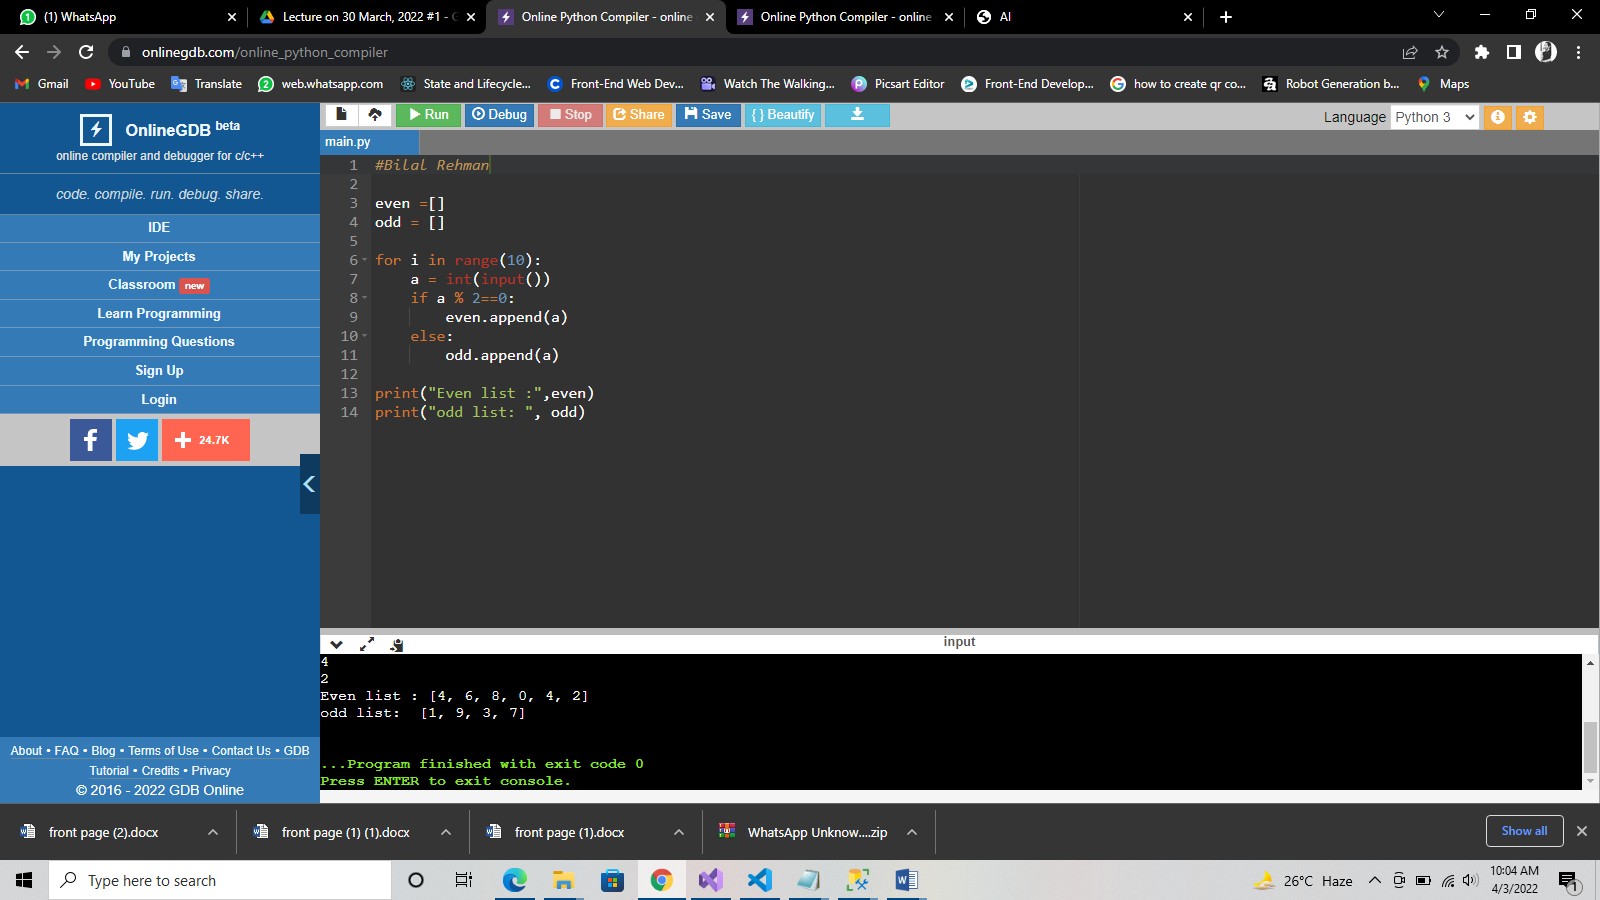 (1) WhatsApp
Lecture on 30 March, 2022 #1 - G
Online Python Compiler - online
Online Python Compiler - online
AI
onlinegdb.com/online_python_compiler
Gmail YouTube Translate web.whatsapp.com State and Lifecycle... Front-End Web Dev... Watch The Walking... Picsart Editor Front-End Develop... how to create qr co... Robot Generation b... Maps
OnlineGDB beta
online compiler and debugger for c/c++
code. compile. run. debug. share.
IDE
My Projects
Classroom new
Learn Programming
Programming Questions
Sign Up
Login
f
+ 24.7K
About • FAQ • Blog • Terms of Use • Contact Us • GDB
Tutorial • Credits • Privacy
© 2016 - 2022 GDB Online
Run Debug Stop Share Save { } Beautify
Language Python 3
main.py
1 #Bilal Rehman
2
3 even =[]
4 odd = []
5
6 for i in range(10):
7 a = int(input())
8 if a % 2==0:
9 even.append(a)
10 else:
11 odd.append(a)
12
13 print("Even list :",even)
14 print("odd list: ", odd)
input
4
2
Even list : [4, 6, 8, 0, 4, 2]
odd list:  [1, 9, 3, 7]
...Program finished with exit code 0
Press ENTER to exit console.
front page (2).docx
front page (1) (1).docx
front page (1).docx
WhatsApp Unknow....zip
Show all
Type here to search
26°C Haze
10:04 AM
4/3/2022
1